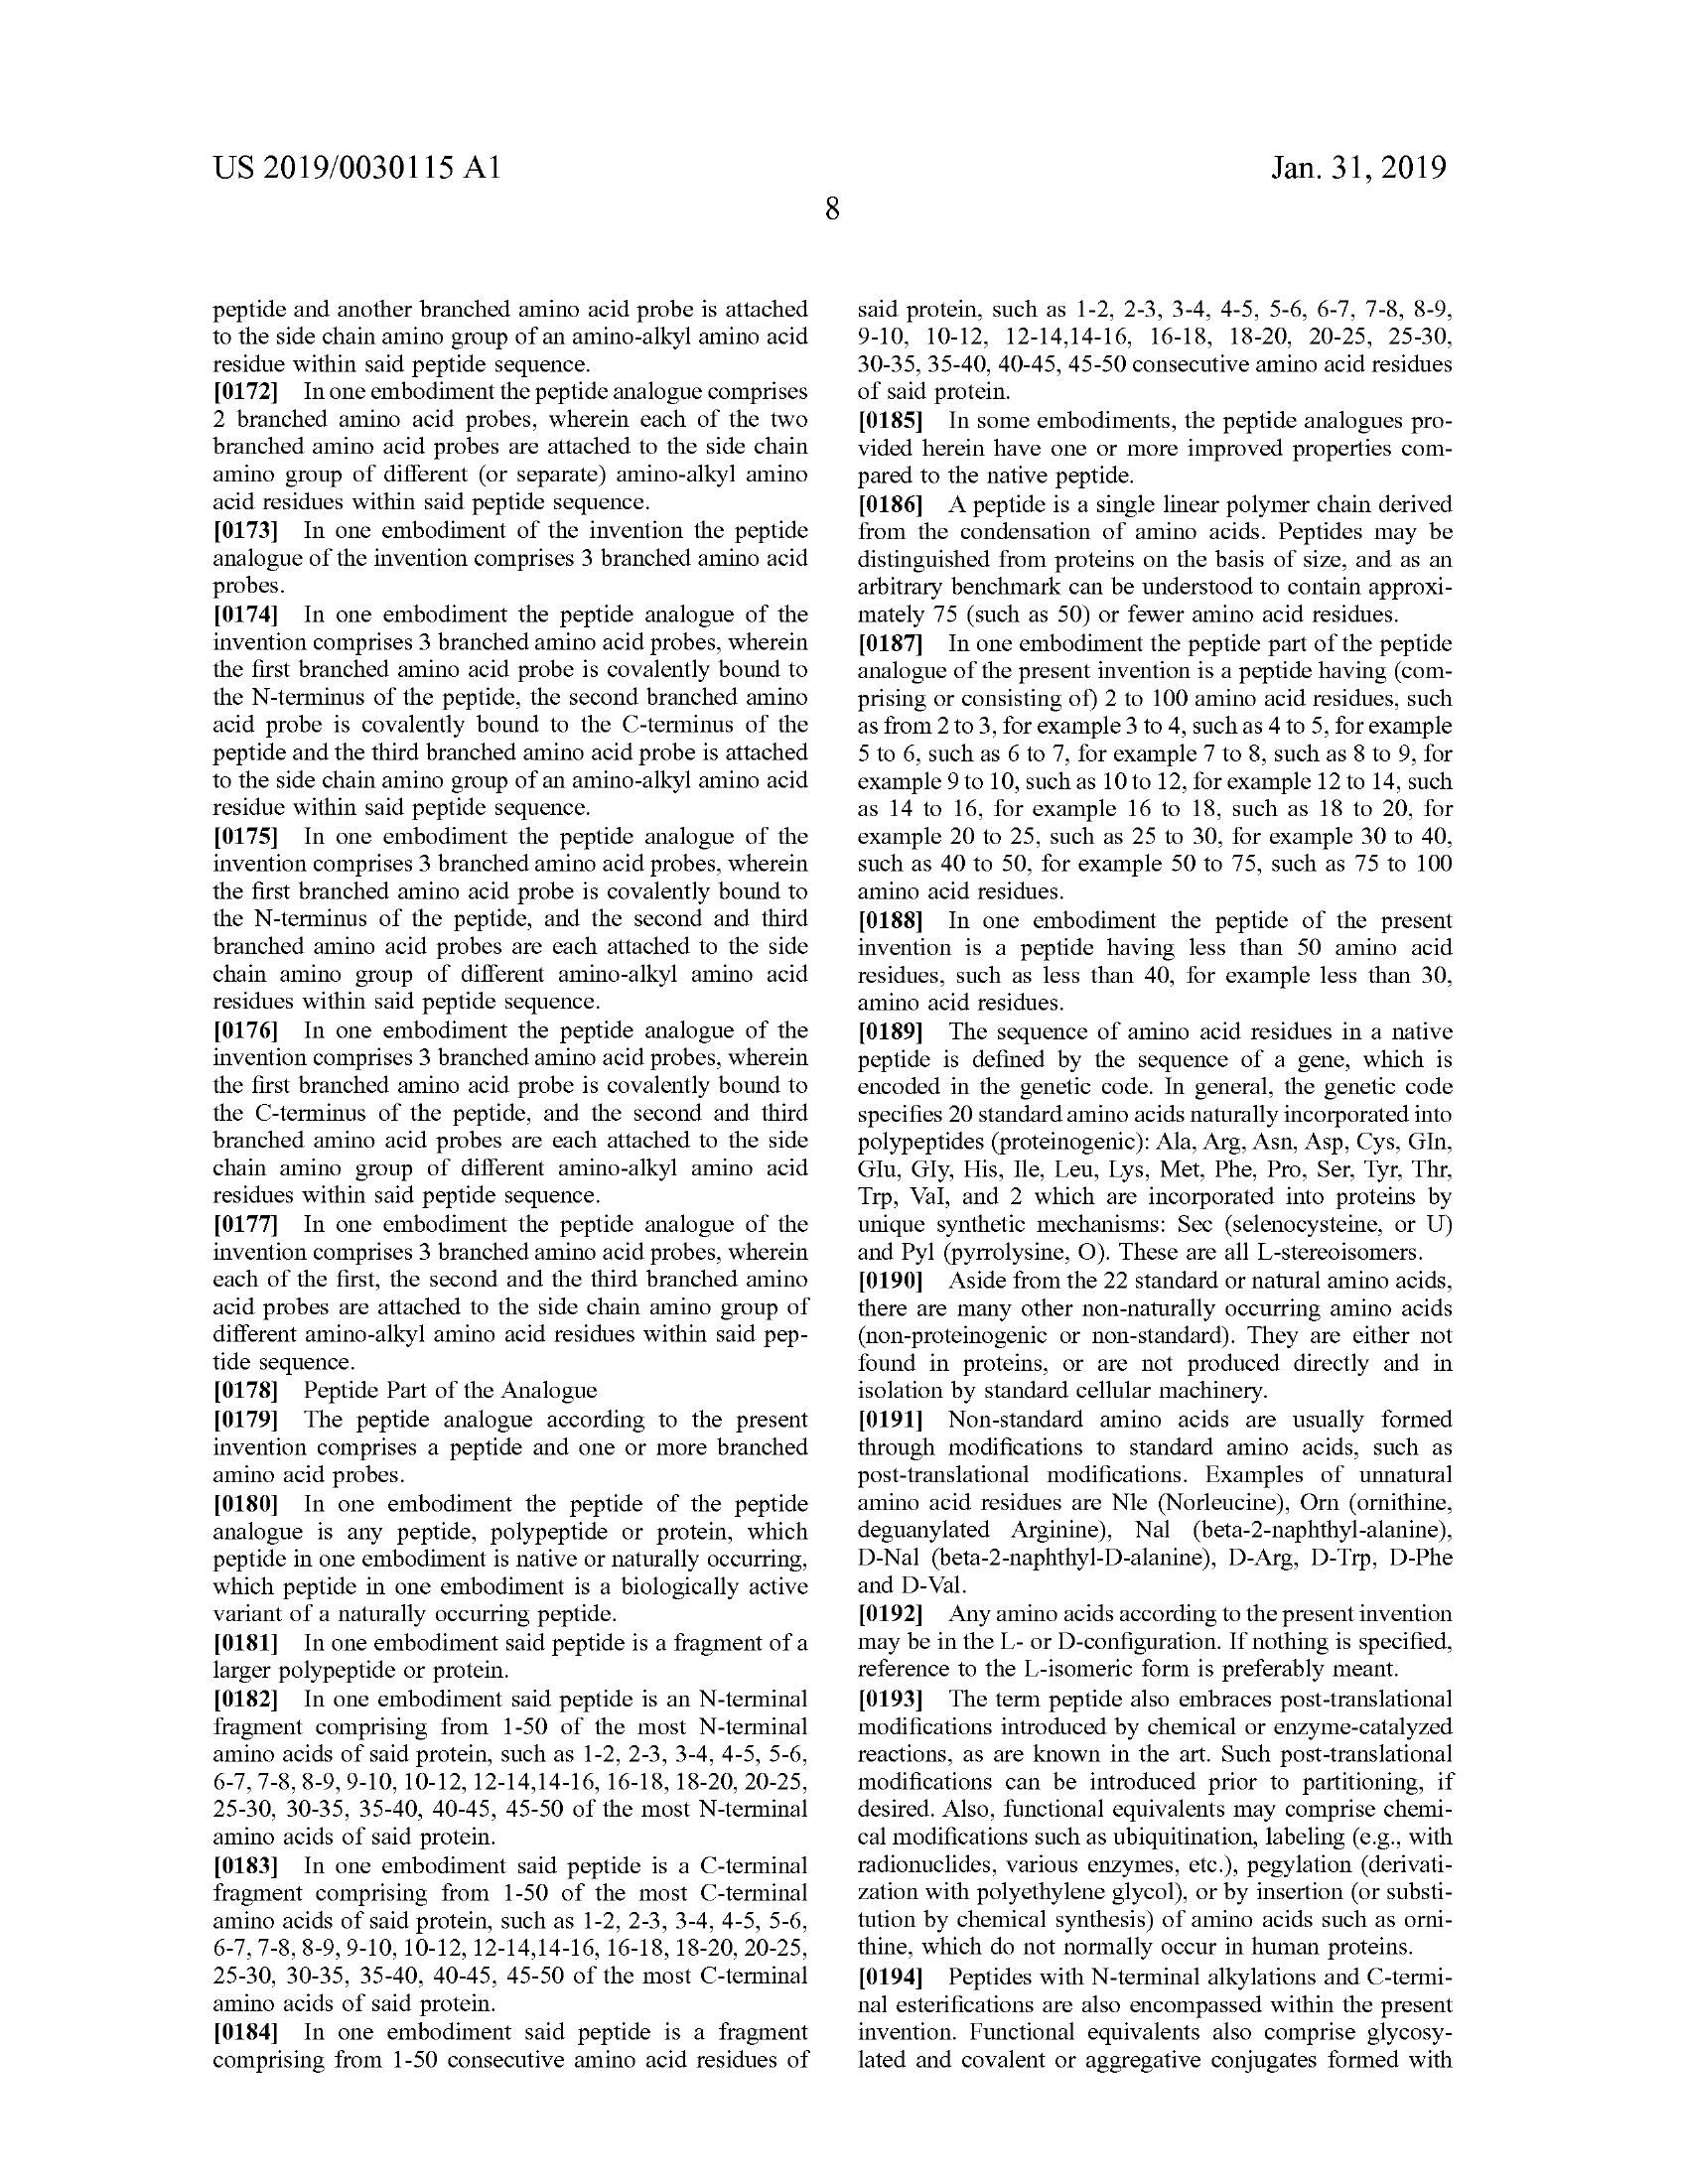 US 2019/0030115 A1
Jan. 31, 2019
8
peptide and another branched amino acid probe is attached
to the side chain amino group of an amino-alkyl amino acid
residue within said peptide sequence.
[0172] In one embodiment the peptide analogue comprises
2 branched amino acid probes, wherein each of the two
branched amino acid probes are attached to the side chain
amino group of different (or separate) amino-alkyl amino
acid residues within said peptide sequence.
[0173] In one embodiment of the invention the peptide
analogue of the invention comprises 3 branched amino acid
probes.
[0174] In one embodiment the peptide analogue of the
invention comprises 3 branched amino acid probes, wherein
the first branched amino acid probe is covalently bound to
the N-terminus of the peptide, the second branched amino
acid probe is covalently bound to the C-terminus of the
peptide and the third branched amino acid probe is attached
to the side chain amino group of an amino-alkyl amino acid
residue within said peptide sequence.
[0175] In one embodiment the peptide analogue of the
invention comprises 3 branched amino acid probes, wherein
the first branched amino acid probe is covalently bound to
the N-terminus of the peptide, and the second and third
branched amino acid probes are each attached to the side
chain amino group of different amino-alkyl amino acid
residues within said peptide sequence.
[0176] In one embodiment the peptide analogue of the
invention comprises 3 branched amino acid probes, wherein
the first branched amino acid probe is covalently bound to
the C-terminus of the peptide, and the second and third
branched amino acid probes are each attached to the side
chain amino group of different amino-alkyl amino acid
residues within said peptide sequence.
[0177] In one embodiment the peptide analogue of the
invention comprises 3 branched amino acid probes, wherein
each of the first, the second and the third branched amino
acid probes are attached to the side chain amino group of
different amino-alkyl amino acid residues within said pep-
tide sequence.
[0178] Peptide Part of the Analogue
[0179] The peptide analogue according to the present
invention comprises a peptide and one or more branched
amino acid probes.
[0180] In one embodiment the peptide of the peptide
analogue is any peptide, polypeptide or protein, which
peptide in one embodiment is native or naturally occurring,
which peptide in one embodiment is a biologically active
variant of a naturally occurring peptide.
[0181] In one embodiment said peptide is a fragment of a
larger polypeptide or protein.
[0182] In one embodiment said peptide is an N-terminal
fragment comprising from 1-50 of the most N-terminal
amino acids of said protein, such as 1-2, 2-3, 3-4, 4-5, 5-6,
6-7, 7-8, 8-9, 9-10, 10-12, 12-14,14-16, 16-18, 18-20, 20-25,
25-30, 30-35, 35-40, 40-45, 45-50 of the most N-terminal
amino acids of said protein.
[0183] In one embodiment said peptide is a C-terminal
fragment comprising from 1-50 of the most C-terminal
amino acids of said protein, such as 1-2, 2-3, 3-4, 4-5, 5-6,
6-7, 7-8, 8-9, 9-10, 10-12, 12-14,14-16, 16-18, 18-20, 20-25,
25-30, 30-35, 35-40, 40-45, 45-50 of the most C-terminal
amino acids of said protein.
[0184] In one embodiment said peptide is a fragment
comprising from 1-50 consecutive amino acid residues of
said protein, such as 1-2, 2-3, 3-4, 4-5, 5-6, 6-7, 7-8, 8-9,
9-10, 10-12, 12-14,14-16, 16-18, 18-20, 20-25, 25-30,
30-35, 35-40, 40-45, 45-50 consecutive amino acid residues
of said protein.
[0185] In some embodiments, the peptide analogues pro-
vided herein have one or more improved properties com-
pared to the native peptide.
[0186] A peptide is a single linear polymer chain derived
from the condensation of amino acids. Peptides may be
distinguished from proteins on the basis of size, and as an
arbitrary benchmark can be understood to contain approxi-
mately 75 (such as 50) or fewer amino acid residues.
[0187] In one embodiment the peptide part of the peptide
analogue of the present invention is a peptide having (com-
prising or consisting of) 2 to 100 amino acid residues, such
as from 2 to 3, for example 3 to 4, such as 4 to 5, for example
5 to 6, such as 6 to 7, for example 7 to 8, such as 8 to 9, for
example 9 to 10, such as 10 to 12, for example 12 to 14, such
as 14 to 16, for example 16 to 18, such as 18 to 20, for
example 20 to 25, such as 25 to 30, for example 30 to 40,
such as 40 to 50, for example 50 to 75, such as 75 to 100
amino acid residues.
[0188] In one embodiment the peptide of the present
invention is a peptide having less than 50 amino acid
residues, such as less than 40, for example less than 30,
amino acid residues.
[0189] The sequence of amino acid residues in a native
peptide is defined by the sequence of a gene, which is
encoded in the genetic code. In general, the genetic code
specifies 20 standard amino acids naturally incorporated into
polypeptides (proteinogenic): Ala, Arg, Asn, Asp, Cys, GIn,
Glu, GIy, His, Ile, Leu, Lys, Met, Phe, Pro, Ser, Tyr, Thr,
Trp, VaI, and 2 which are incorporated into proteins by
unique synthetic mechanisms: Sec (selenocysteine, or U)
and Pyl (pyrrolysine, O). These are all L-stereoisomers.
[0190] Aside from the 22 standard or natural amino acids,
there are many other non-naturally occurring amino acids
(non-proteinogenic or non-standard). They are either not
found in proteins, or are not produced directly and in
isolation by standard cellular machinery.
[0191] Non-standard amino acids are usually formed
through modifications to standard amino acids, such as
post-translational modifications. Examples of unnatural
amino acid residues are Nle (Norleucine), Orn (ornithine,
deguanylated Arginine), Nal (beta-2-naphthyl-alanine),
D-Nal (beta-2-naphthyl-D-alanine), D-Arg, D-Trp, D-Phe
and D-Val.
[0192] Any amino acids according to the present invention
may be in the L- or D-configuration. If nothing is specified,
reference to the L-isomeric form is preferably meant.
[0193] The term peptide also embraces post-translational
modifications introduced by chemical or enzyme-catalyzed
reactions, as are known in the art. Such post-translational
modifications can be introduced prior to partitioning, if
desired. Also, functional equivalents may comprise chemi-
cal modifications such as ubiquitination, labeling (e.g., with
radionuclides, various enzymes, etc.), pegylation (derivati-
zation with polyethylene glycol), or by insertion (or substi-
tution by chemical synthesis) of amino acids such as orni-
thine, which do not normally occur in human proteins.
[0194] Peptides with N-terminal alkylations and C-termi-
nal esterifications are also encompassed within the present
invention. Functional equivalents also comprise glycosy-
lated and covalent or aggregative conjugates formed with